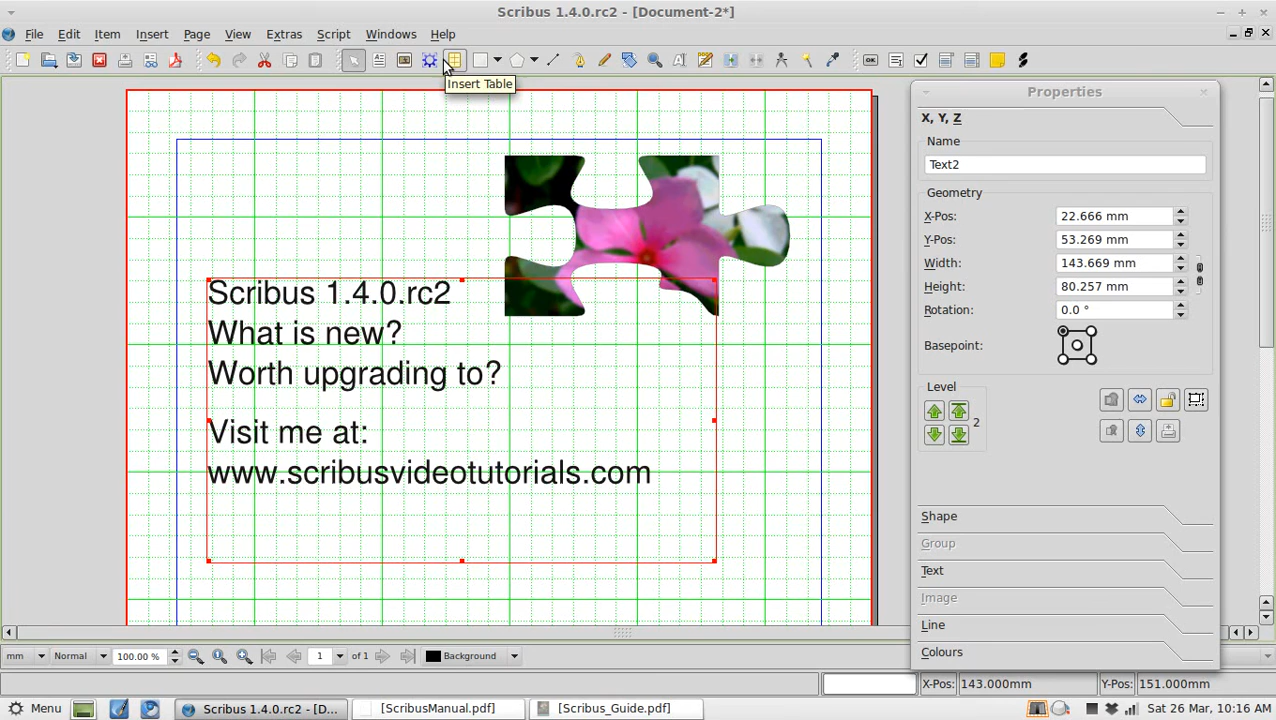 Scribus 1.4.0.rc2 - [Document-2*]
File Edit Item Insert Page View Extras Script Windows Help
Insert Table
Properties
X, Y, Z
Name
Text2
Geometry
X-Pos: 22.666 mm
Y-Pos: 53.269 mm
Width: 143.669 mm
Height: 80.257 mm
Rotation: 0.0 °
Basepoint:
Level
2
Shape
Group
Text
Image
Line
Colours
Scribus 1.4.0.rc2
What is new?
Worth upgrading to?
Visit me at:
www.scribusvideotutorials.com
mm Normal 100.00 % 1 of 1 Background
X-Pos: 143.000mm Y-Pos: 151.000mm
Menu Scribus 1.4.0.rc2 - [D... [ScribusManual.pdf] [Scribus_Guide.pdf] Sat 26 Mar, 10:16 AM